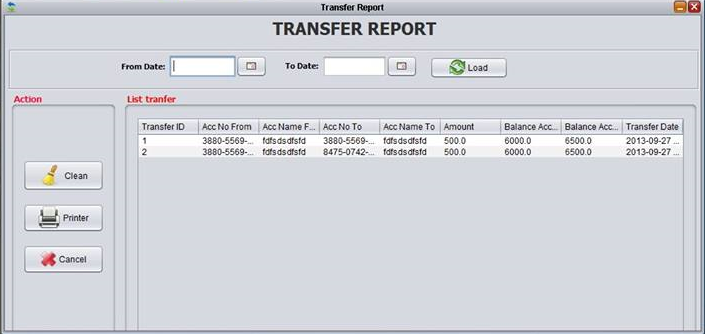 Transfer Report
TRANSFER REPORT
From Date: To Date: Load
Action List tranfer
Transfer ID Acc No From Acc Name F... Acc No To Acc Name To Amount Balance Acc... Balance Acc... Transfer Date
1 3880-5569-... fdfsdsdfsfd 3880-5569-... fdfsdsdfsfd 500.0 6000.0 6500.0 2013-09-27 ...
2 3880-5569-... fdfsdsdfsfd 8475-0742-... fdfsdsdfsfd 500.0 6000.0 6500.0 2013-09-27 ...
Clean
Printer
Cancel